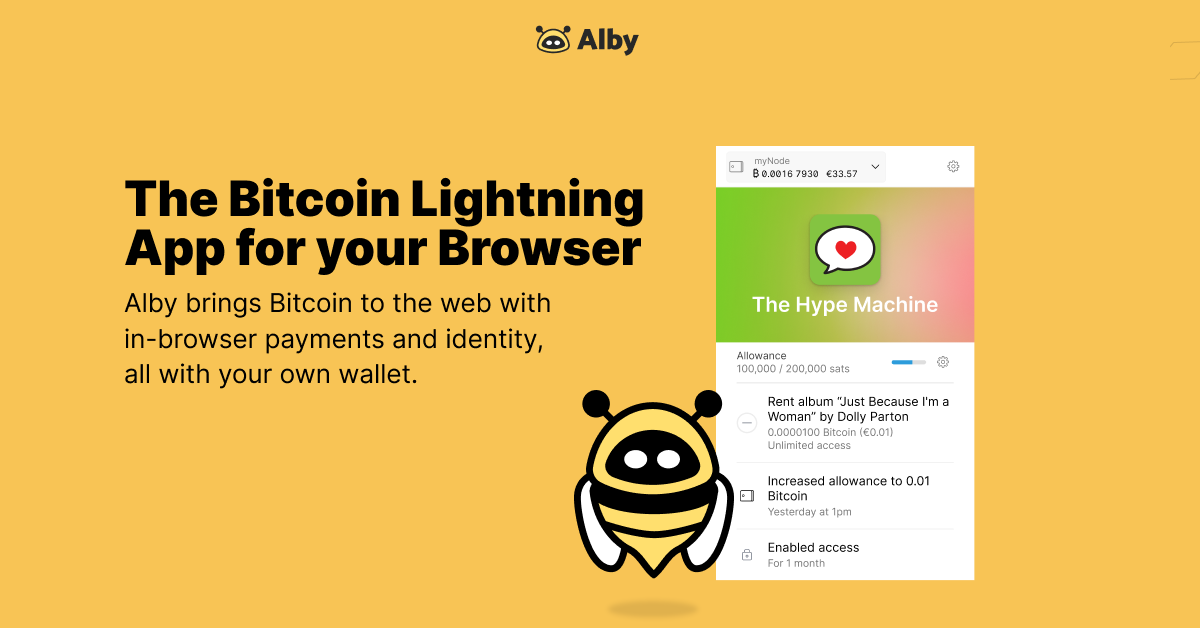 Alby
The Bitcoin Lightning
App for your Browser
Alby brings Bitcoin to the web with
in-browser payments and identity,
all with your own wallet.
myNode
₿ 0.0016 7930 €33.57
The Hype Machine
Allowance
100,000 / 200,000 sats
Rent album “Just Because I'm a
Woman” by Dolly Parton
0.0000100 Bitcoin (€0.01)
Unlimited access
Increased allowance to 0.01
Bitcoin
Yesterday at 1pm
Enabled access
For 1 month